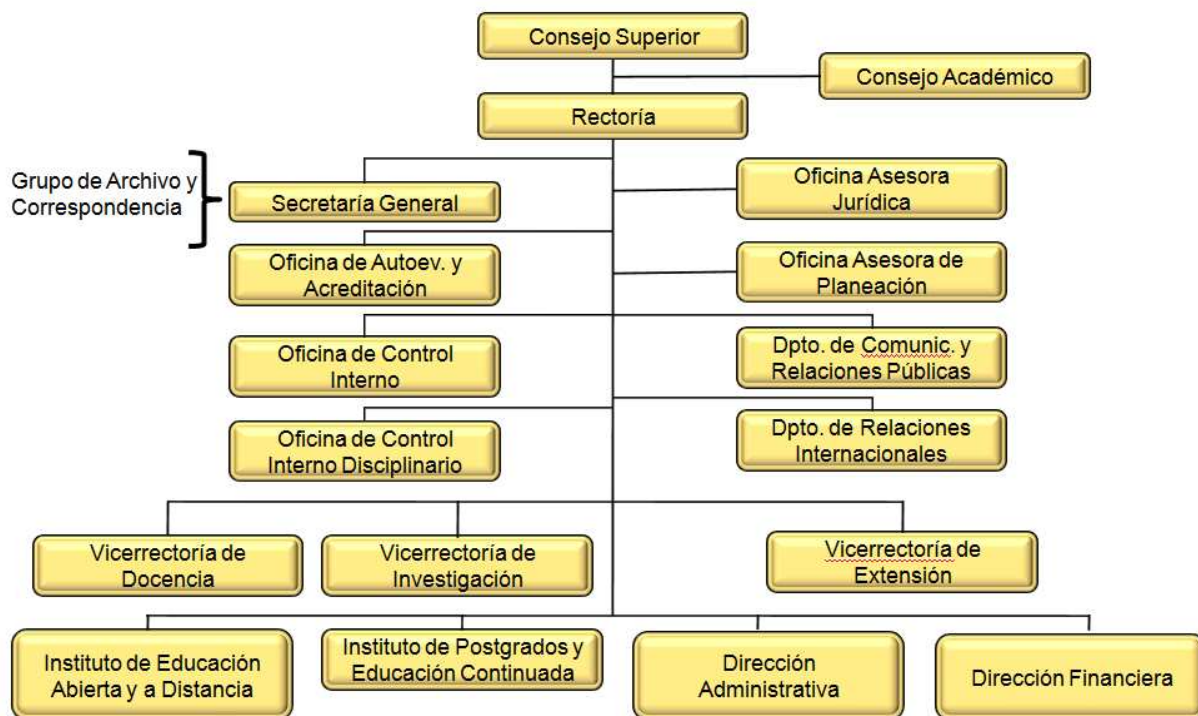 Consejo Superior
Consejo Académico
Rectoría
Grupo de Archivo y
Correspondencia
Secretaría General
Oficina Asesora
Jurídica
Oficina de Autoev. y
Acreditación
Oficina Asesora de
Planeación
Oficina de Control
Interno
Dpto. de Comunic. y
Relaciones Públicas
Oficina de Control
Interno Disciplinario
Dpto. de Relaciones
Internacionales
Vicerrectoría de
Docencia
Vicerrectoría de
Investigación
Vicerrectoría de
Extensión
Instituto de Educación
Abierta y a Distancia
Instituto de Postgrados y
Educación Continuada
Dirección
Administrativa
Dirección Financiera